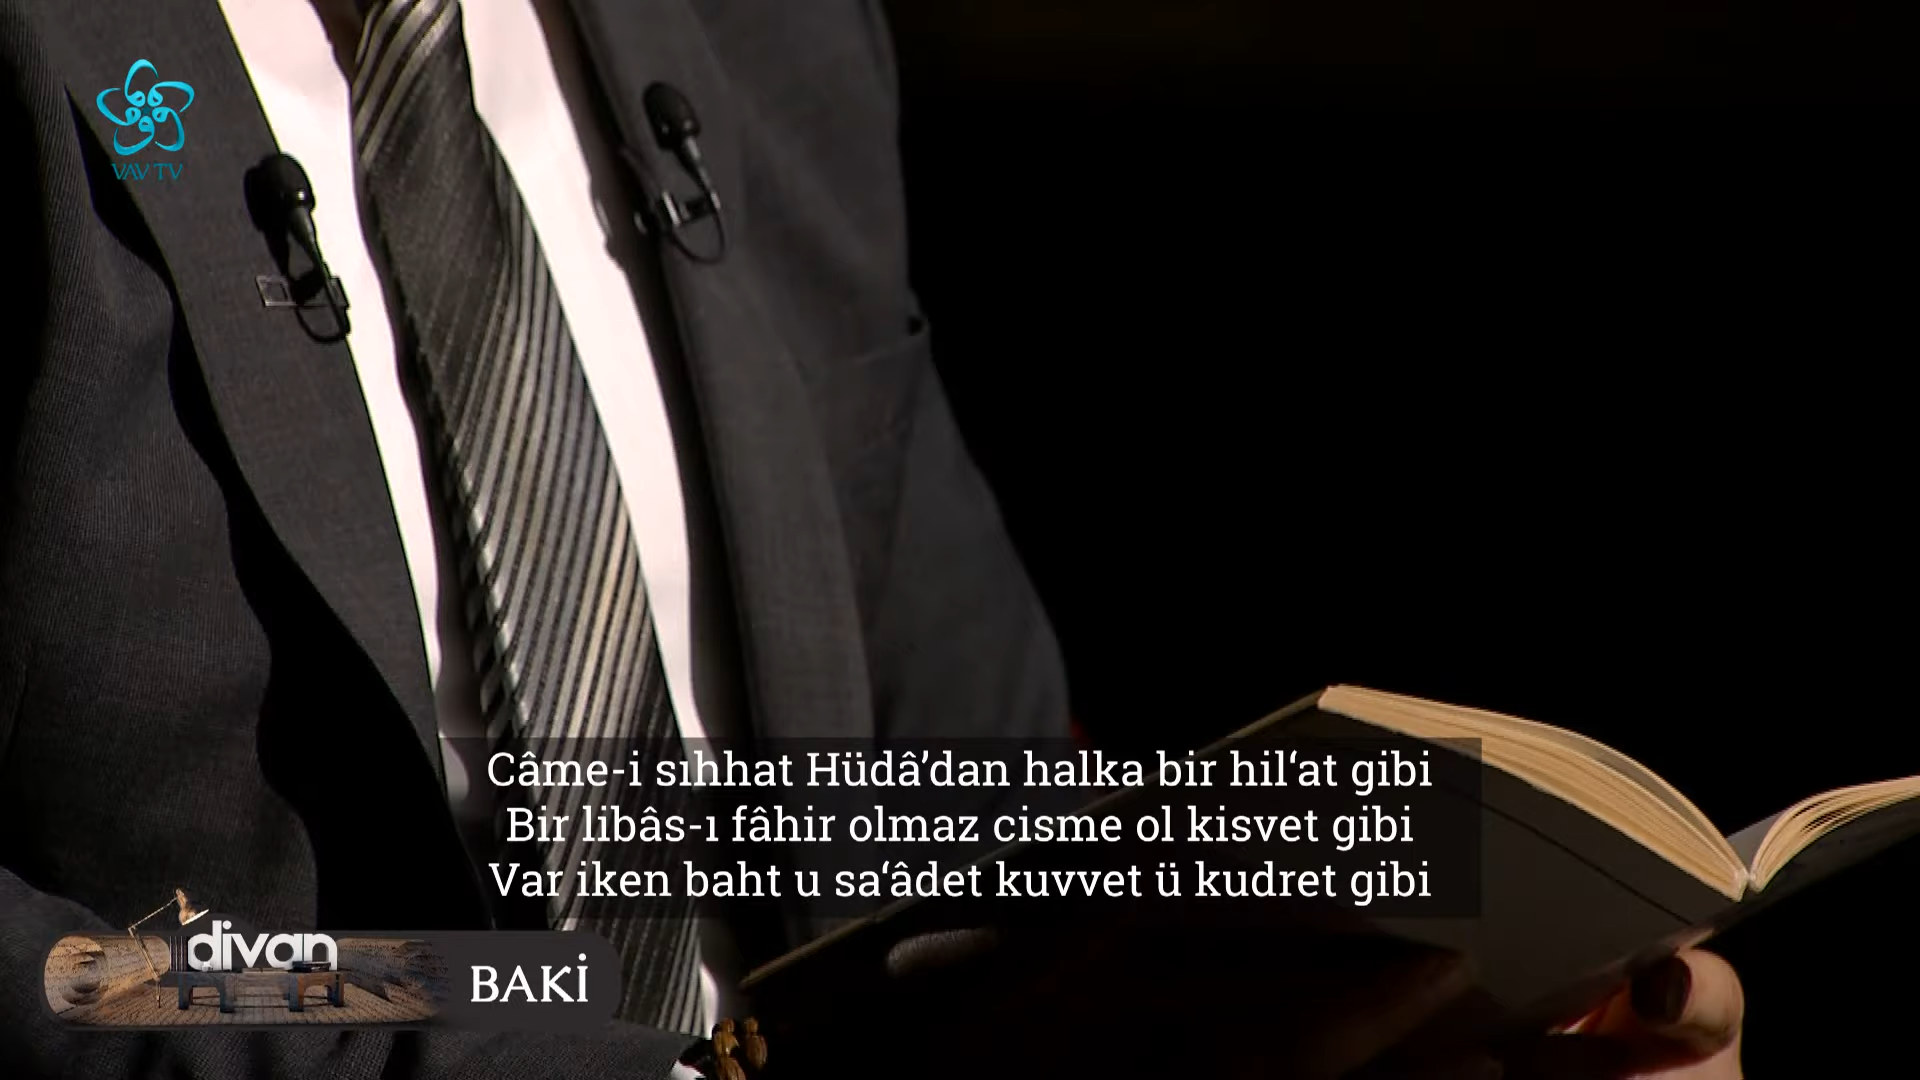 VAV TV
Câme-i sıhhat Hüdâ’dan halka bir hil‘at gibi
Bir libâs-ı fâhir olmaz cisme ol kisvet gibi
Var iken baht u sa‘âdet kuvvet ü kudret gibi
divan
BAKİ